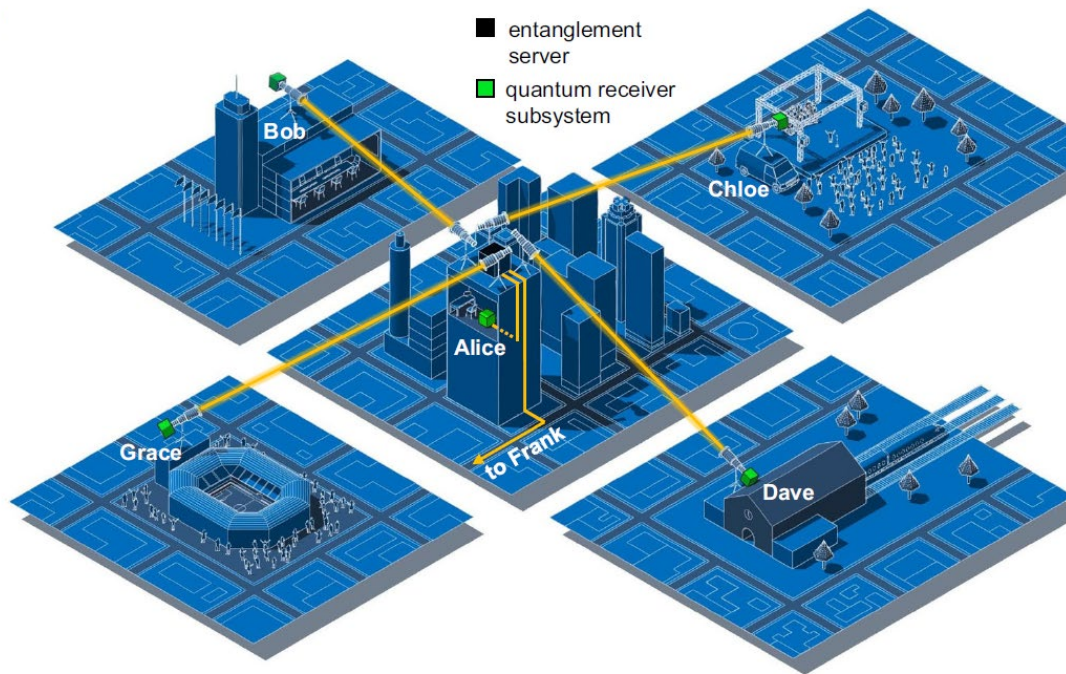 entanglement
server
quantum receiver
subsystem
Bob
Chloe
Alice
to Frank
Grace
Dave